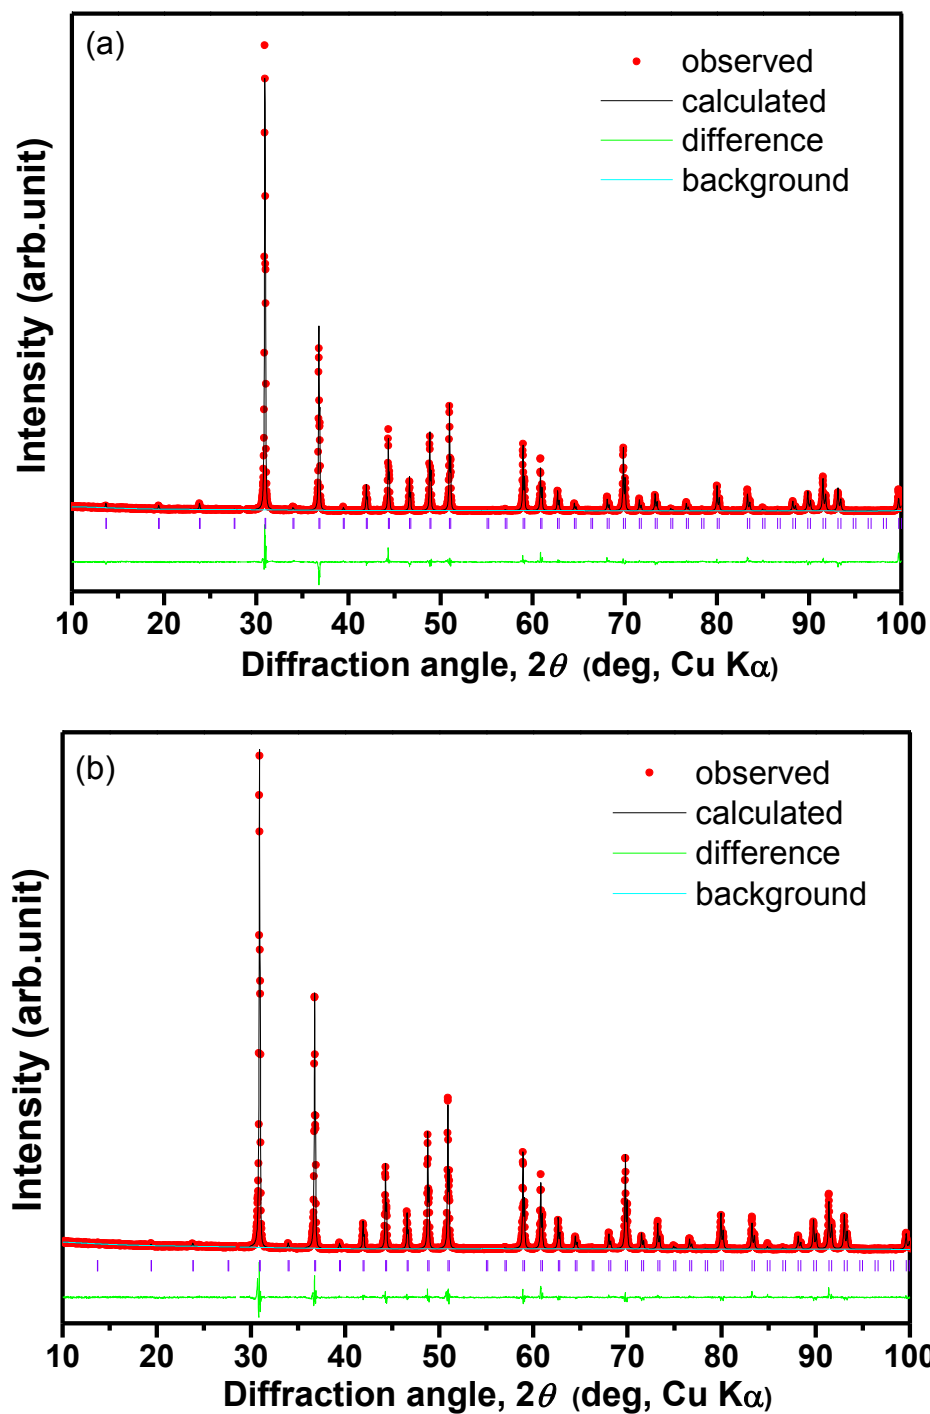 (a)
observed
calculated
difference
background
Intensity (arb.unit)
10 20 30 40 50 60 70 80 90 100
Diffraction angle, 2θ (deg, Cu Kα)
(b)
observed
calculated
difference
background
Intensity (arb.unit)
10 20 30 40 50 60 70 80 90 100
Diffraction angle, 2θ (deg, Cu Kα)